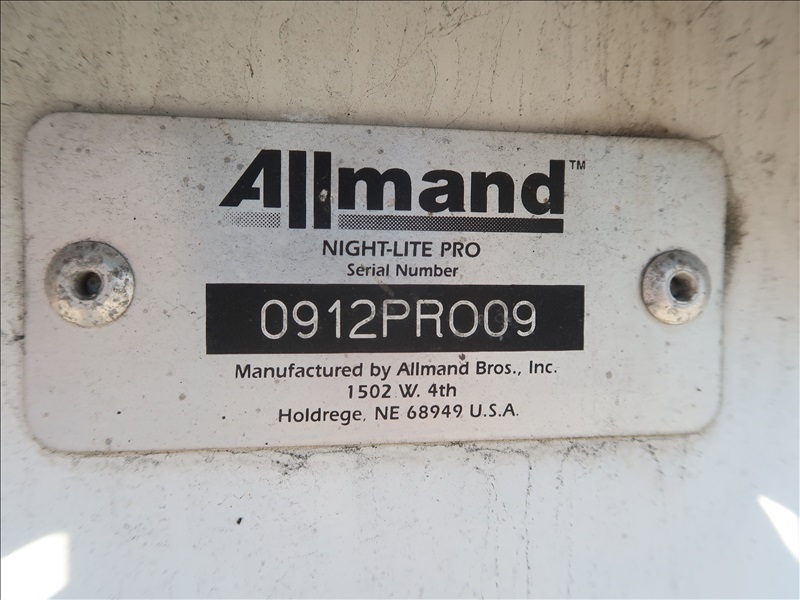 Allmand™
NIGHT-LITE PRO
Serial Number
0912PRO09
Manufactured by Allmand Bros., Inc.
1502 W. 4th
Holdrege, NE 68949 U.S.A.